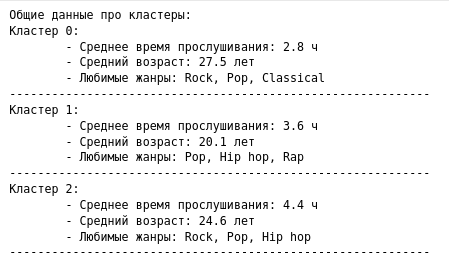 Общие данные про кластеры:
Кластер 0:
- Среднее время прослушивания: 2.8 ч
- Средний возраст: 27.5 лет
- Любимые жанры: Rock, Pop, Classical
------------------------------------------------------------
Кластер 1:
- Среднее время прослушивания: 3.6 ч
- Средний возраст: 20.1 лет
- Любимые жанры: Pop, Hip hop, Rap
------------------------------------------------------------
Кластер 2:
- Среднее время прослушивания: 4.4 ч
- Средний возраст: 24.6 лет
- Любимые жанры: Rock, Pop, Hip hop
------------------------------------------------------------